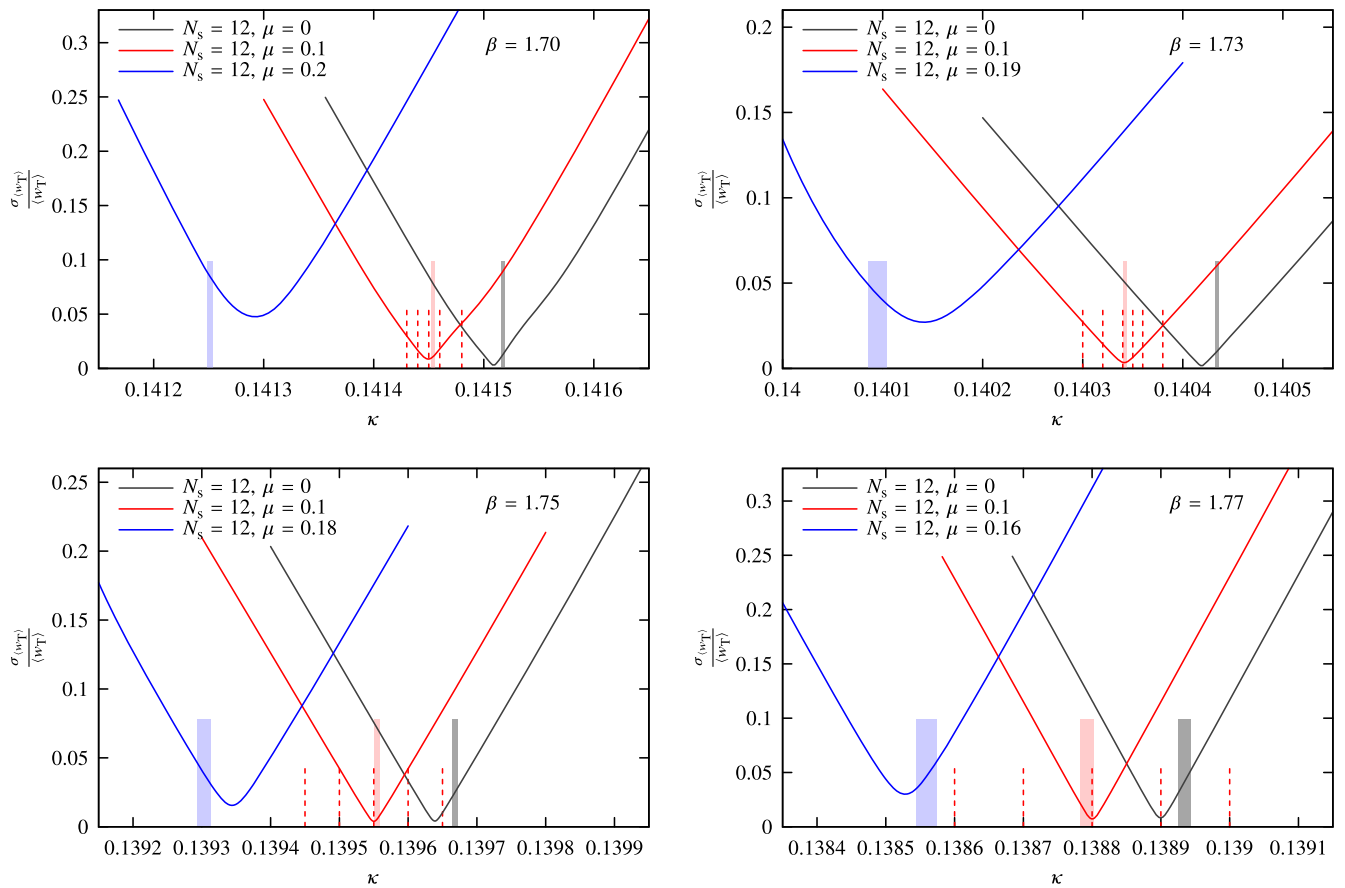 N_s = 12, μ = 0
N_s = 12, μ = 0.1
N_s = 12, μ = 0.2
β = 1.70
0.3
0.25
0.2
0.15
0.1
0.05
0
σ⟨w_T⟩
⟨w_T⟩
0.1412 0.1413 0.1414 0.1415 0.1416
κ
N_s = 12, μ = 0
N_s = 12, μ = 0.1
N_s = 12, μ = 0.19
β = 1.73
0.2
0.15
0.1
0.05
0
σ⟨w_T⟩
⟨w_T⟩
0.14 0.1401 0.1402 0.1403 0.1404 0.1405
κ
N_s = 12, μ = 0
N_s = 12, μ = 0.1
N_s = 12, μ = 0.18
β = 1.75
0.25
0.2
0.15
0.1
0.05
0
σ⟨w_T⟩
⟨w_T⟩
0.1392 0.1393 0.1394 0.1395 0.1396 0.1397 0.1398 0.1399
κ
N_s = 12, μ = 0
N_s = 12, μ = 0.1
N_s = 12, μ = 0.16
β = 1.77
0.3
0.25
0.2
0.15
0.1
0.05
0
σ⟨w_T⟩
⟨w_T⟩
0.1384 0.1385 0.1386 0.1387 0.1388 0.1389 0.139 0.1391
κ